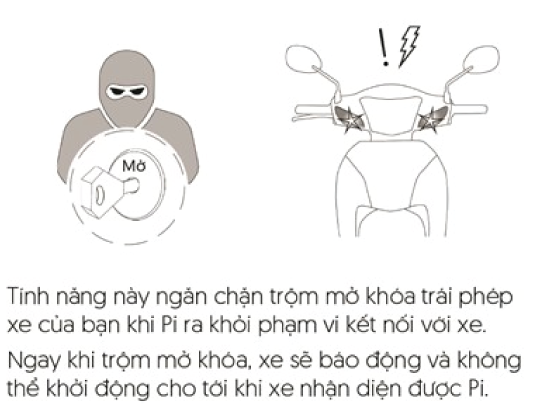 Mở
Tính năng này ngăn chặn trộm mở khóa trái phép
xe của bạn khi Pi ra khỏi phạm vi kết nối với xe.
Ngay khi trộm mở khóa, xe sẽ báo động và không
thể khởi động cho tới khi xe nhận diện được Pi.